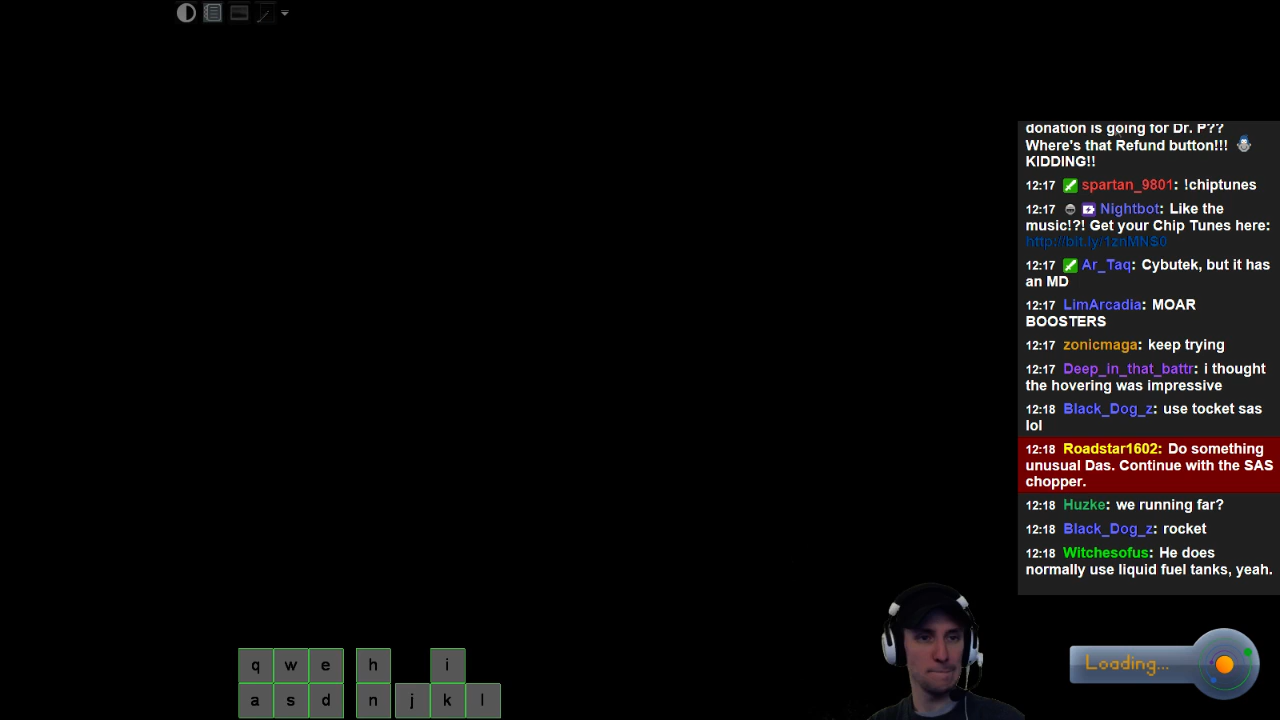 donation is going for Dr. P??
Where's that Refund button!!!
KIDDING!!
12:17 spartan_9801: !chiptunes
12:17 Nightbot: Like the
music!?! Get your Chip Tunes here:
http://bit.ly/1znMNS0
12:17 Ar_Taq: Cybutek, but it has
an MD
12:17 LimArcadia: MOAR
BOOSTERS
12:17 zonicmaga: keep trying
12:17 Deep_in_that_battr: i thought
the hovering was impressive
12:18 Black_Dog_z: use tocket sas
lol
12:18 Roadstar1602: Do something
unusual Das. Continue with the SAS
chopper.
12:18 Huzke: we running far?
12:18 Black_Dog_z: rocket
12:18 Witchesofus: He does
normally use liquid fuel tanks, yeah.
q w e h i
a s d n j k l
Loading...